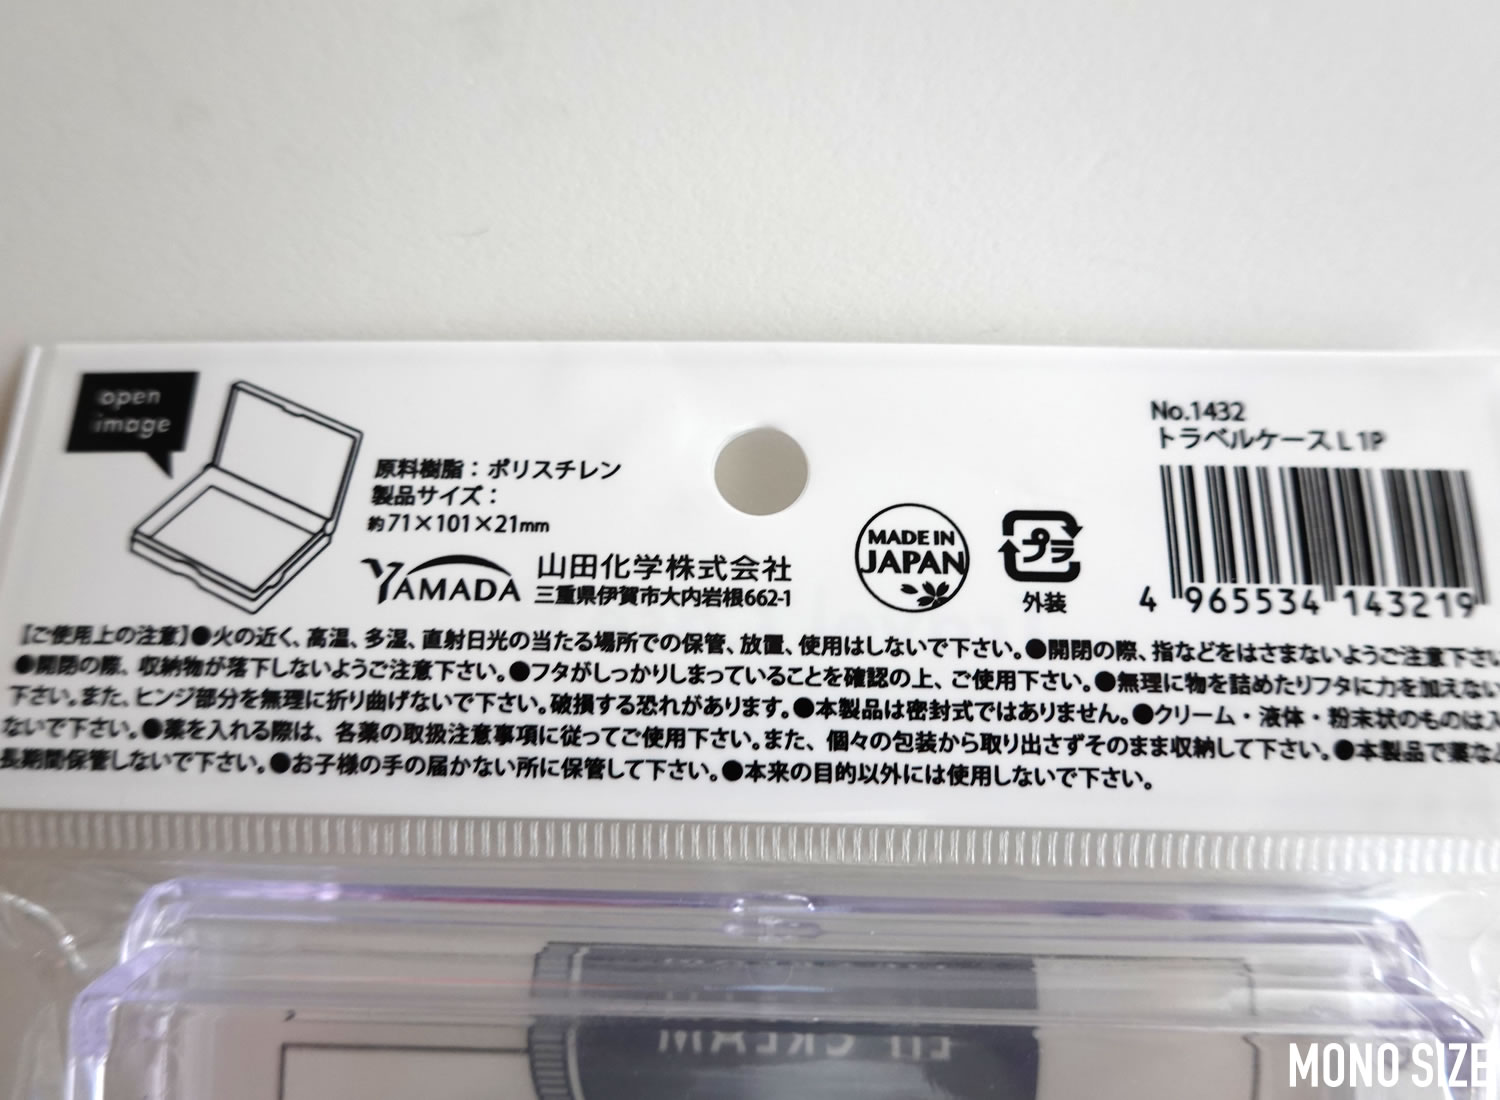 open
image
原料樹脂：ポリスチレン
製品サイズ：
約71×101×21mm
YAMADA 山田化学株式会社
三重県伊賀市大内岩根662-1
MADE IN
JAPAN
プラ
外装
No.1432
トラベルケースL 1P
4 965534 143219
【ご使用上の注意】●火の近く、高温、多湿、直射日光の当たる場所での保管、放置、使用はしないで下さい。●開閉の際、指などをはさまないようご注意下さい
●開閉の際、収納物が落下しないようご注意下さい。●フタがしっかりしまっていることを確認の上、ご使用下さい。●無理に物を詰めたりフタに力を加えない
下さい。また、ヒンジ部分を無理に折り曲げないで下さい。破損する恐れがあります。●本製品は密封式ではありません。●クリーム・液体・粉末状のものは入
ないで下さい。●薬を入れる際は、各薬の取扱注意事項に従ってご使用下さい。また、個々の包装から取り出さずそのまま収納して下さい。●本製品で薬など
長期間保管しないで下さい。●お子様の手の届かない所に保管して下さい。●本来の目的以外には使用しないで下さい。
MONO SIZE